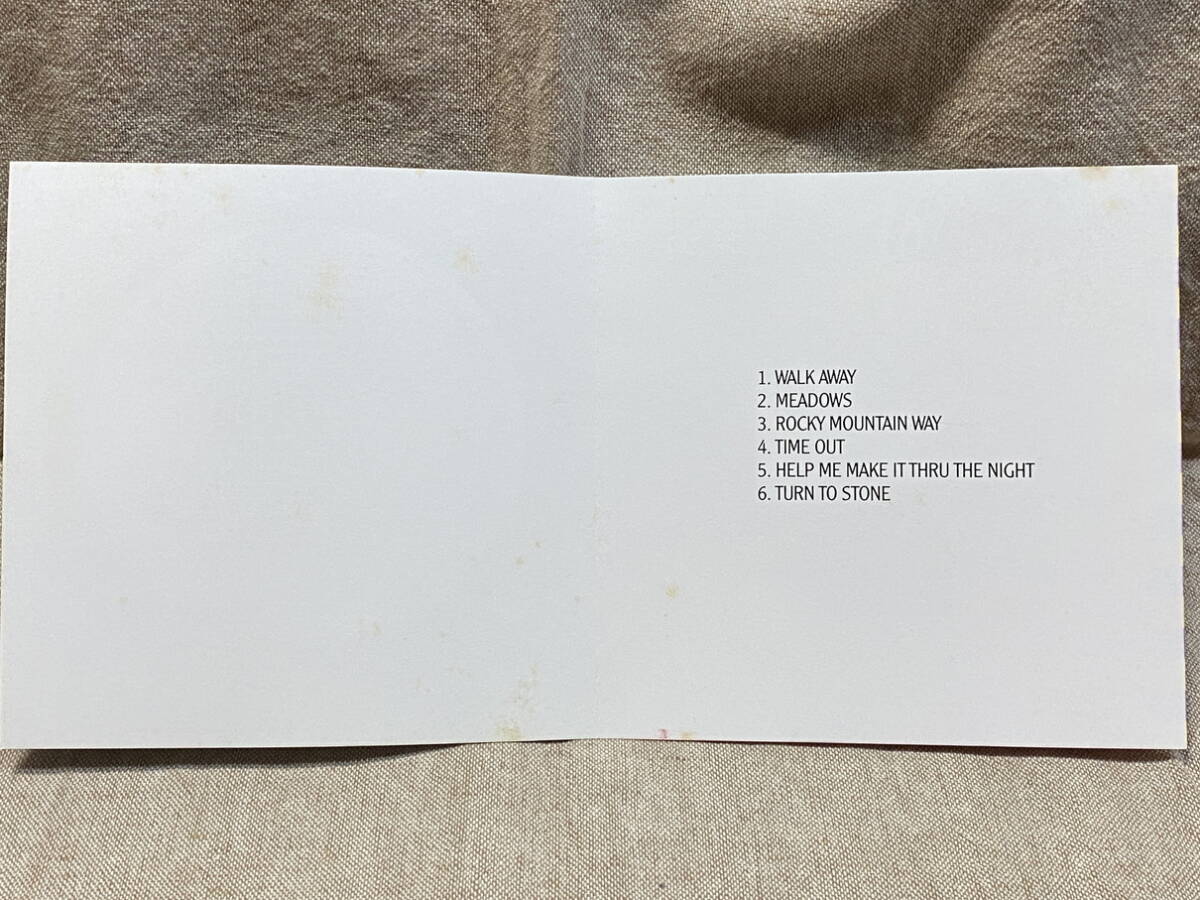 1. WALK AWAY
2. MEADOWS
3. ROCKY MOUNTAIN WAY
4. TIME OUT
5. HELP ME MAKE IT THRU THE NIGHT
6. TURN TO STONE